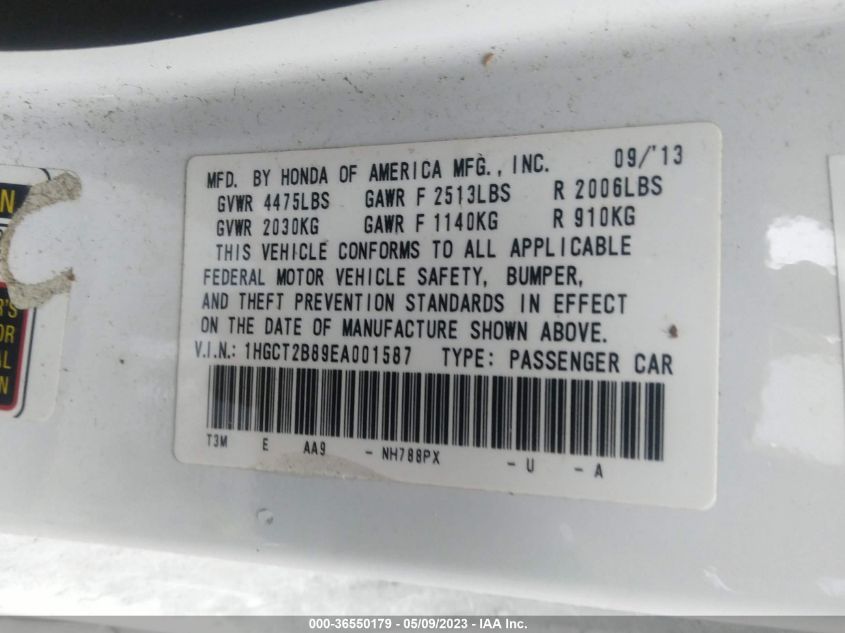 MFD. BY HONDA OF AMERICA MFG., INC. 09/'13
GVWR 4475LBS GAWR F 2513LBS R 2006LBS
GVWR 2030KG GAWR F 1140KG R 910KG
THIS VEHICLE CONFORMS TO ALL APPLICABLE
FEDERAL MOTOR VEHICLE SAFETY, BUMPER,
AND THEFT PREVENTION STANDARDS IN EFFECT
ON THE DATE OF MANUFACTURE SHOWN ABOVE.
V.I.N.: 1HGCT2B89EA001587 TYPE: PASSENGER CAR
T3M E AA9 - NH788PX - U - A
000-36550179 - 05/09/2023 - IAA Inc.